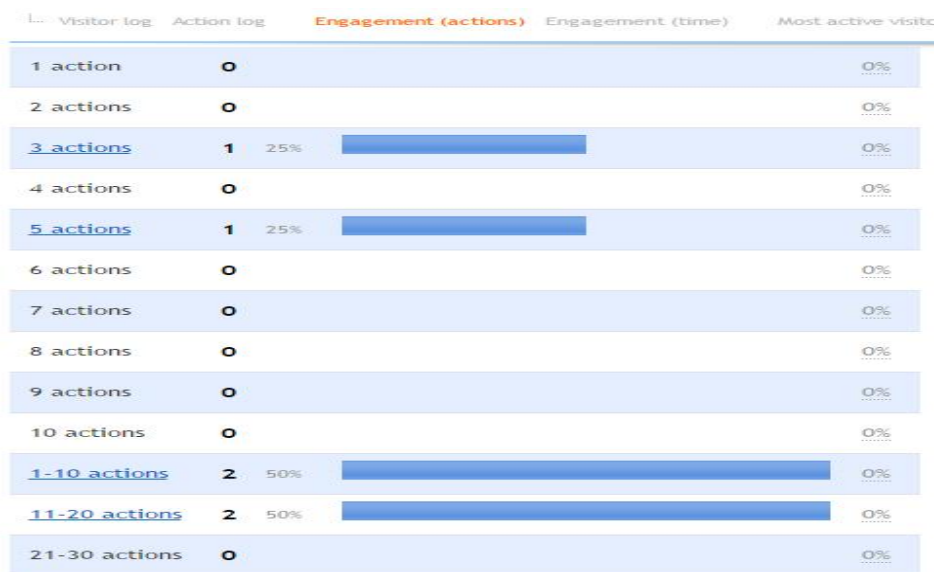 Visitor log Action log Engagement (actions) Engagement (time) Most active visito
1 action 0 0%
2 actions 0 0%
3 actions 1 25% 0%
4 actions 0 0%
5 actions 1 25% 0%
6 actions 0 0%
7 actions 0 0%
8 actions 0 0%
9 actions 0 0%
10 actions 0 0%
1-10 actions 2 50% 0%
11-20 actions 2 50% 0%
21-30 actions 0 0%